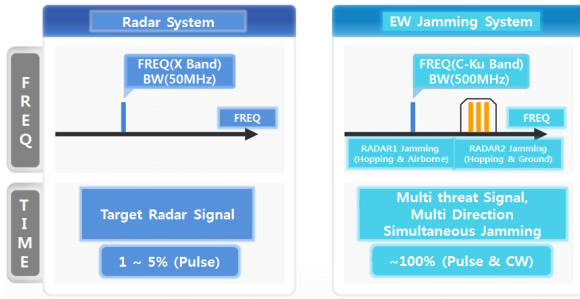 Radar System
EW Jamming System
FREQ
FREQ(X Band)
BW(50MHz)
FREQ
FREQ(C-Ku Band)
BW(500MHz)
FREQ
RADAR1 Jamming
(Hopping & Airborne)
RADAR2 Jamming
(Hopping & Ground)
TIME
Target Radar Signal
1 ~ 5% (Pulse)
Multi threat Signal,
Multi Direction
Simultaneous Jamming
~100% (Pulse & CW)